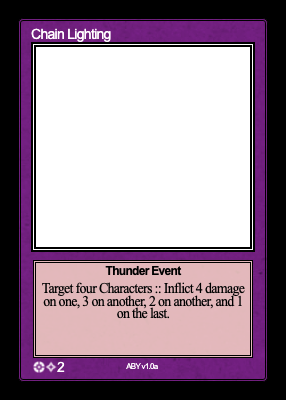 Chain Lighting
Thunder Event
Target four Characters :: Inflict 4 damage
on one, 3 on another, 2 on another, and 1
on the last.
2
ABY v1.0a